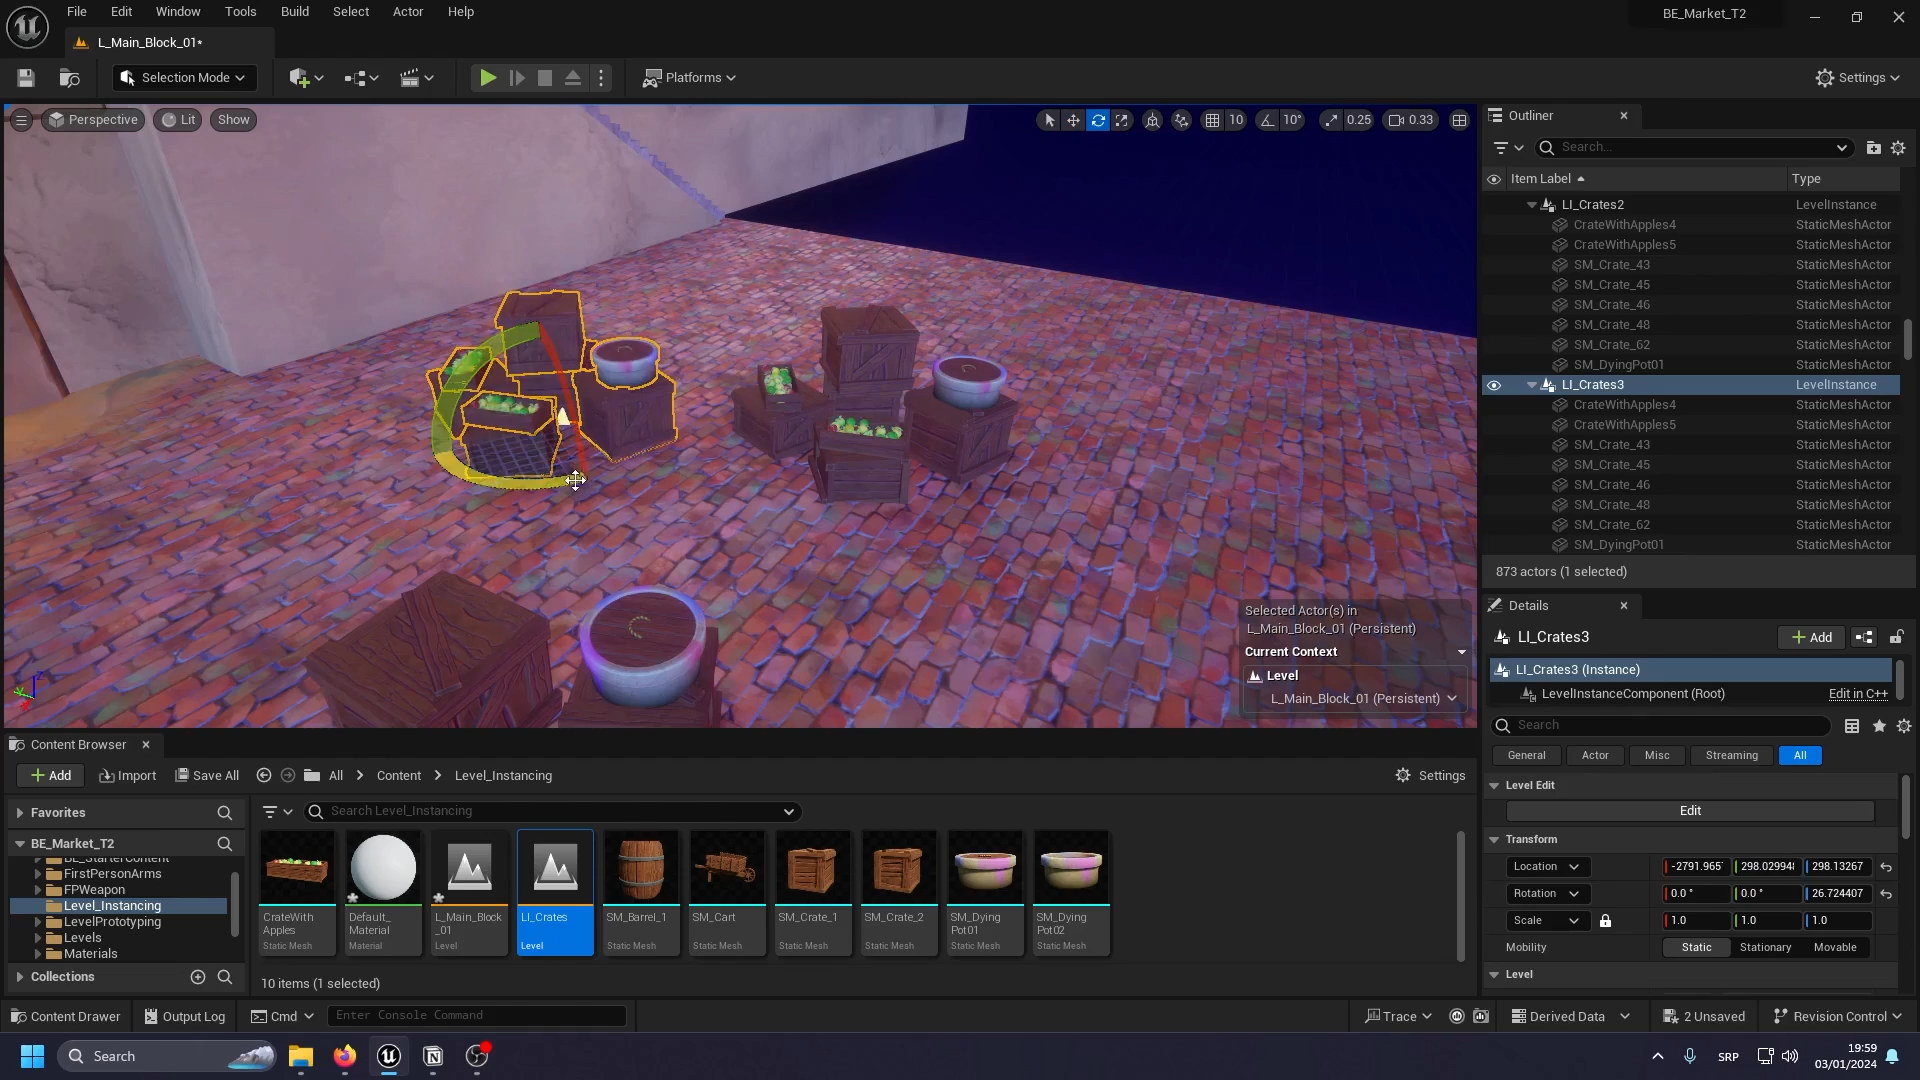 File Edit Window Tools Build Select Actor Help
BE_Market_T2
L_Main_Block_01*
Selection Mode
Platforms
Settings
Perspective
Lit
Show
10
10°
0.25
0.33
Selected Actor(s) in
L_Main_Block_01 (Persistent)
Current Context
Level
L_Main_Block_01 (Persistent)
Outliner
Search...
Item Label
Type
LI_Crates2 LevelInstance
CrateWithApples4 StaticMeshActor
CrateWithApples5 StaticMeshActor
SM_Crate_43 StaticMeshActor
SM_Crate_45 StaticMeshActor
SM_Crate_46 StaticMeshActor
SM_Crate_48 StaticMeshActor
SM_Crate_62 StaticMeshActor
SM_DyingPot01 StaticMeshActor
LI_Crates3 LevelInstance
CrateWithApples4 StaticMeshActor
CrateWithApples5 StaticMeshActor
SM_Crate_43 StaticMeshActor
SM_Crate_45 StaticMeshActor
SM_Crate_46 StaticMeshActor
SM_Crate_48 StaticMeshActor
SM_Crate_62 StaticMeshActor
SM_DyingPot01 StaticMeshActor
873 actors (1 selected)
Details
LI_Crates3
Add
LI_Crates3 (Instance)
LevelInstanceComponent (Root) Edit in C++
Search
General Actor Misc Streaming All
Level Edit
Edit
Transform
Location -2791.965 298.02994 298.13267
Rotation 0.0 ° 0.0 ° 26.724407
Scale 1.0 1.0 1.0
Mobility Static Stationary Movable
Level
Content Browser
Add Import Save All All Content Level_Instancing
Settings
Favorites
BE_Market_T2
BE_StarterContent
FirstPersonArms
FPWeapon
Level_Instancing
LevelPrototyping
Levels
Materials
Collections
Search Level_Instancing
CrateWith
Apples
Static Mesh
Default_
Material
Material
L_Main_Block
_01
Level
LI_Crates
Level
SM_Barrel_1
Static Mesh
SM_Cart
Static Mesh
SM_Crate_1
Static Mesh
SM_Crate_2
Static Mesh
SM_Dying
Pot01
Static Mesh
SM_Dying
Pot02
Static Mesh
10 items (1 selected)
Content Drawer Output Log Cmd Enter Console Command
Trace Derived Data 2 Unsaved Revision Control
Search
SRP
19:59
03/01/2024